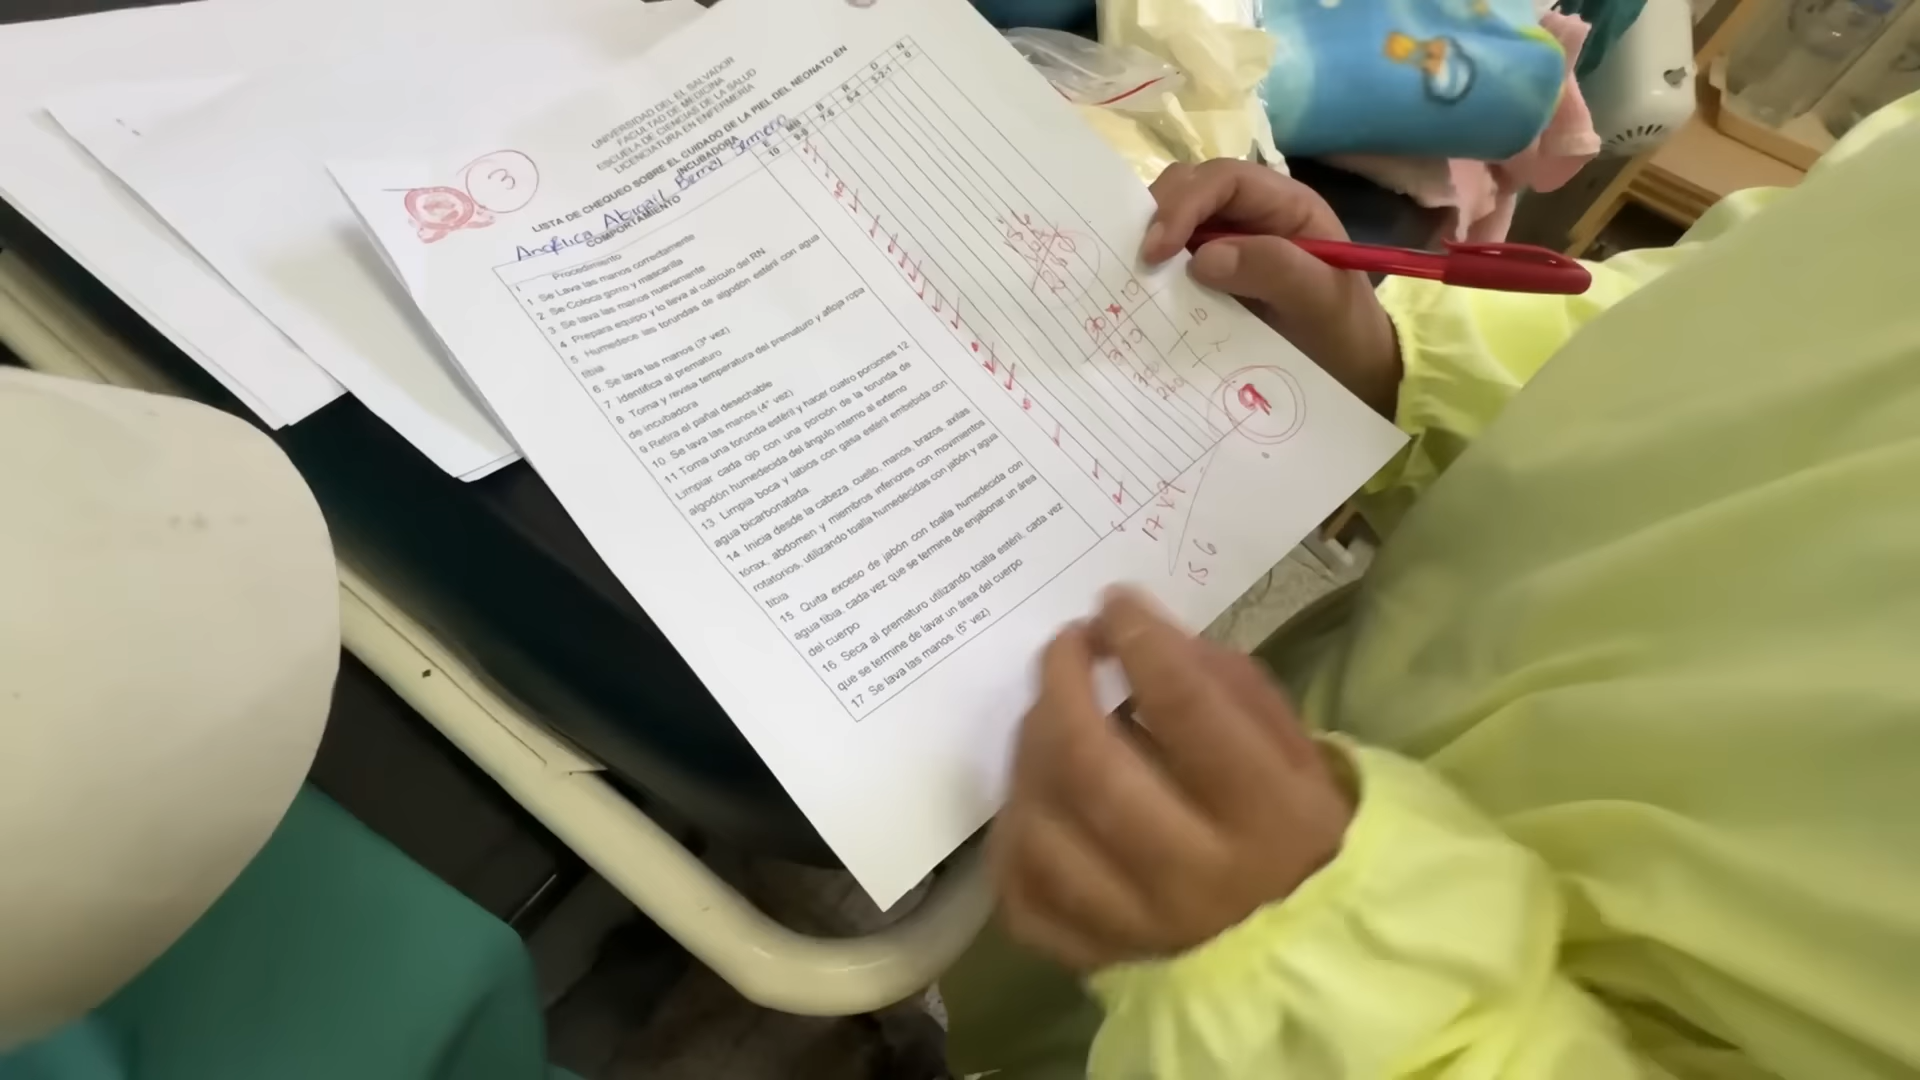 3
UNIVERSIDAD DEL EL SALVADOR
FACULTAD DE MEDICINA
ESCUELA DE CIENCIAS DE LA SALUD
LICENCIATURA EN ENFERMERIA
LISTA DE CHEQUEO SOBRE EL CUIDADO DE LA PIEL DEL NEONATO EN
INCUBADORA
Angélica Abigail Bernal
COMPORTAMIENTO
E MB B R D N
10 9-8 7-6 5-4 3-2-1 0
Procedimiento
1 Se Lava las manos correctamente
2 Se Coloca gorro y mascarilla
3 Se lava las manos nuevamente
4 Prepara equipo y lo lleva al cubículo del RN
5 Humedece las torundas de algodón estéril con agua
tibia
6. Se lava las manos (3ª vez)
7 Identifica al prematuro
8 Toma y revisa temperatura del prematuro y afloja ropa
de incubadora
9 Retira el pañal desechable
10 Se lava las manos (4° vez)
11 Toma una torunda estéril y hacer cuatro porciones 12
Limpiar cada ojo con una porción de la torunda de
algodón humedecida del ángulo interno al externo
13 Limpia boca y labios con gasa estéril embebida con
agua bicarbonatada.
14 Inicia desde la cabeza, cuello, manos, brazos, axilas
tórax, abdomen y miembros inferiores con movimientos
rotatorios, utilizando toalla humedecidas con jabón y agua
tibia
15 Quita exceso de jabón con toalla humedecida con
agua tibia, cada vez que se termine de enjabonar un área
del cuerpo
16 Seca al prematuro utilizando toalla estéril, cada vez
que se termine de lavar un área del cuerpo
17 Se lava las manos (5° vez)
30 x 10
10
9
15 6